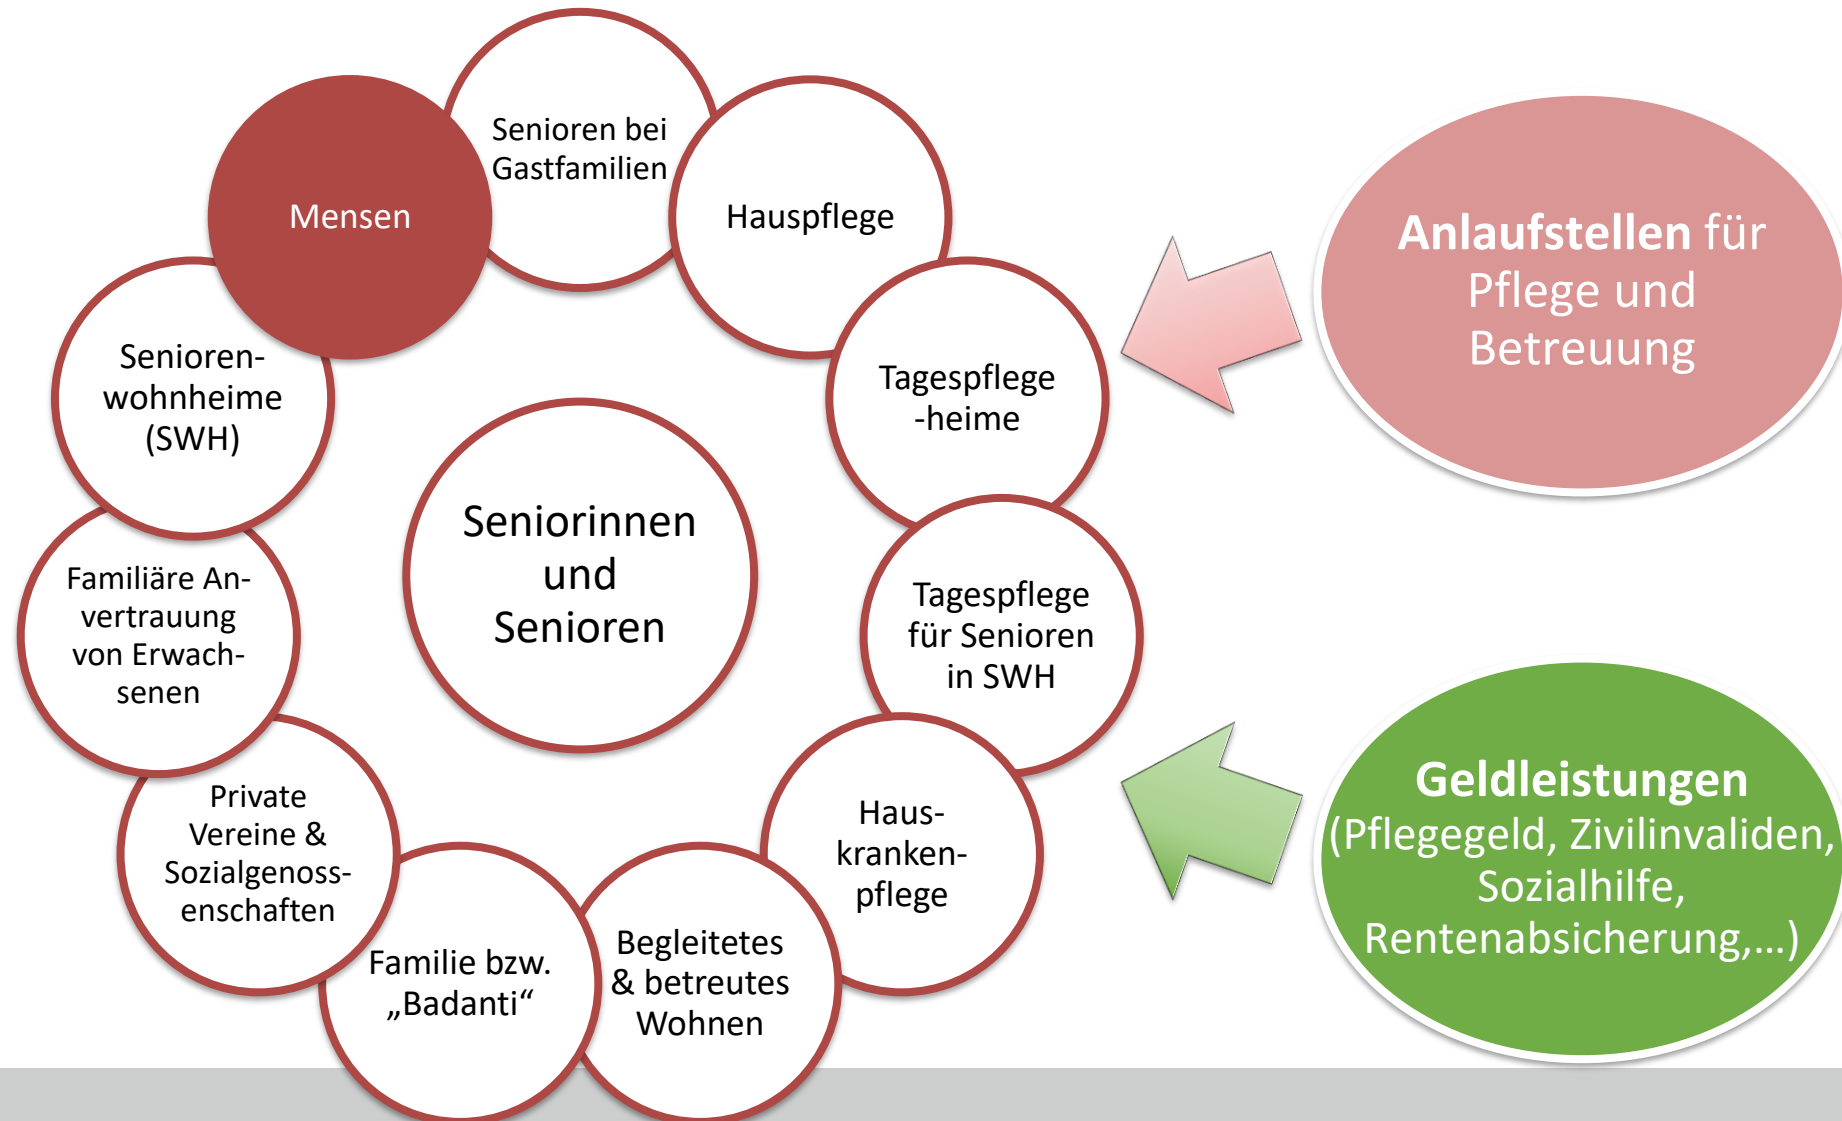 Senioren bei
Gastfamilien
Hauspflege
Tagespflege
-heime
Tagespflege
für Senioren
in SWH
Haus-
kranken-
pflege
Begleitetes
& betreutes
Wohnen
Familie bzw.
„Badanti“
Private
Vereine &
Sozialgenoss-
enschaften
Familiäre An-
vertrauung
von Erwach-
senen
Senioren-
wohnheime
(SWH)
Mensen
Seniorinnen
und
Senioren
Anlaufstellen für
Pflege und
Betreuung
Geldleistungen
(Pflegegeld, Zivilinvaliden,
Sozialhilfe,
Rentenabsicherung,...)